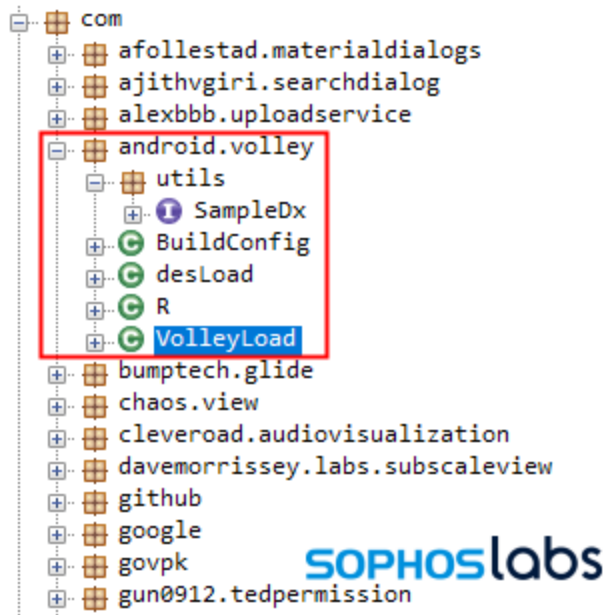 com
afollestad.materialdialogs
ajithvgiri.searchdialog
alexbbb.uploadservice
android.volley
utils
I SampleDx
C BuildConfig
C desLoad
C R
C VolleyLoad
bumptech.glide
chaos.view
cleveroad.audiovisualization
davemorrissey.labs.subscaleview
github
google
govpk
gun0912.tedpermission
SOPHOSlabs